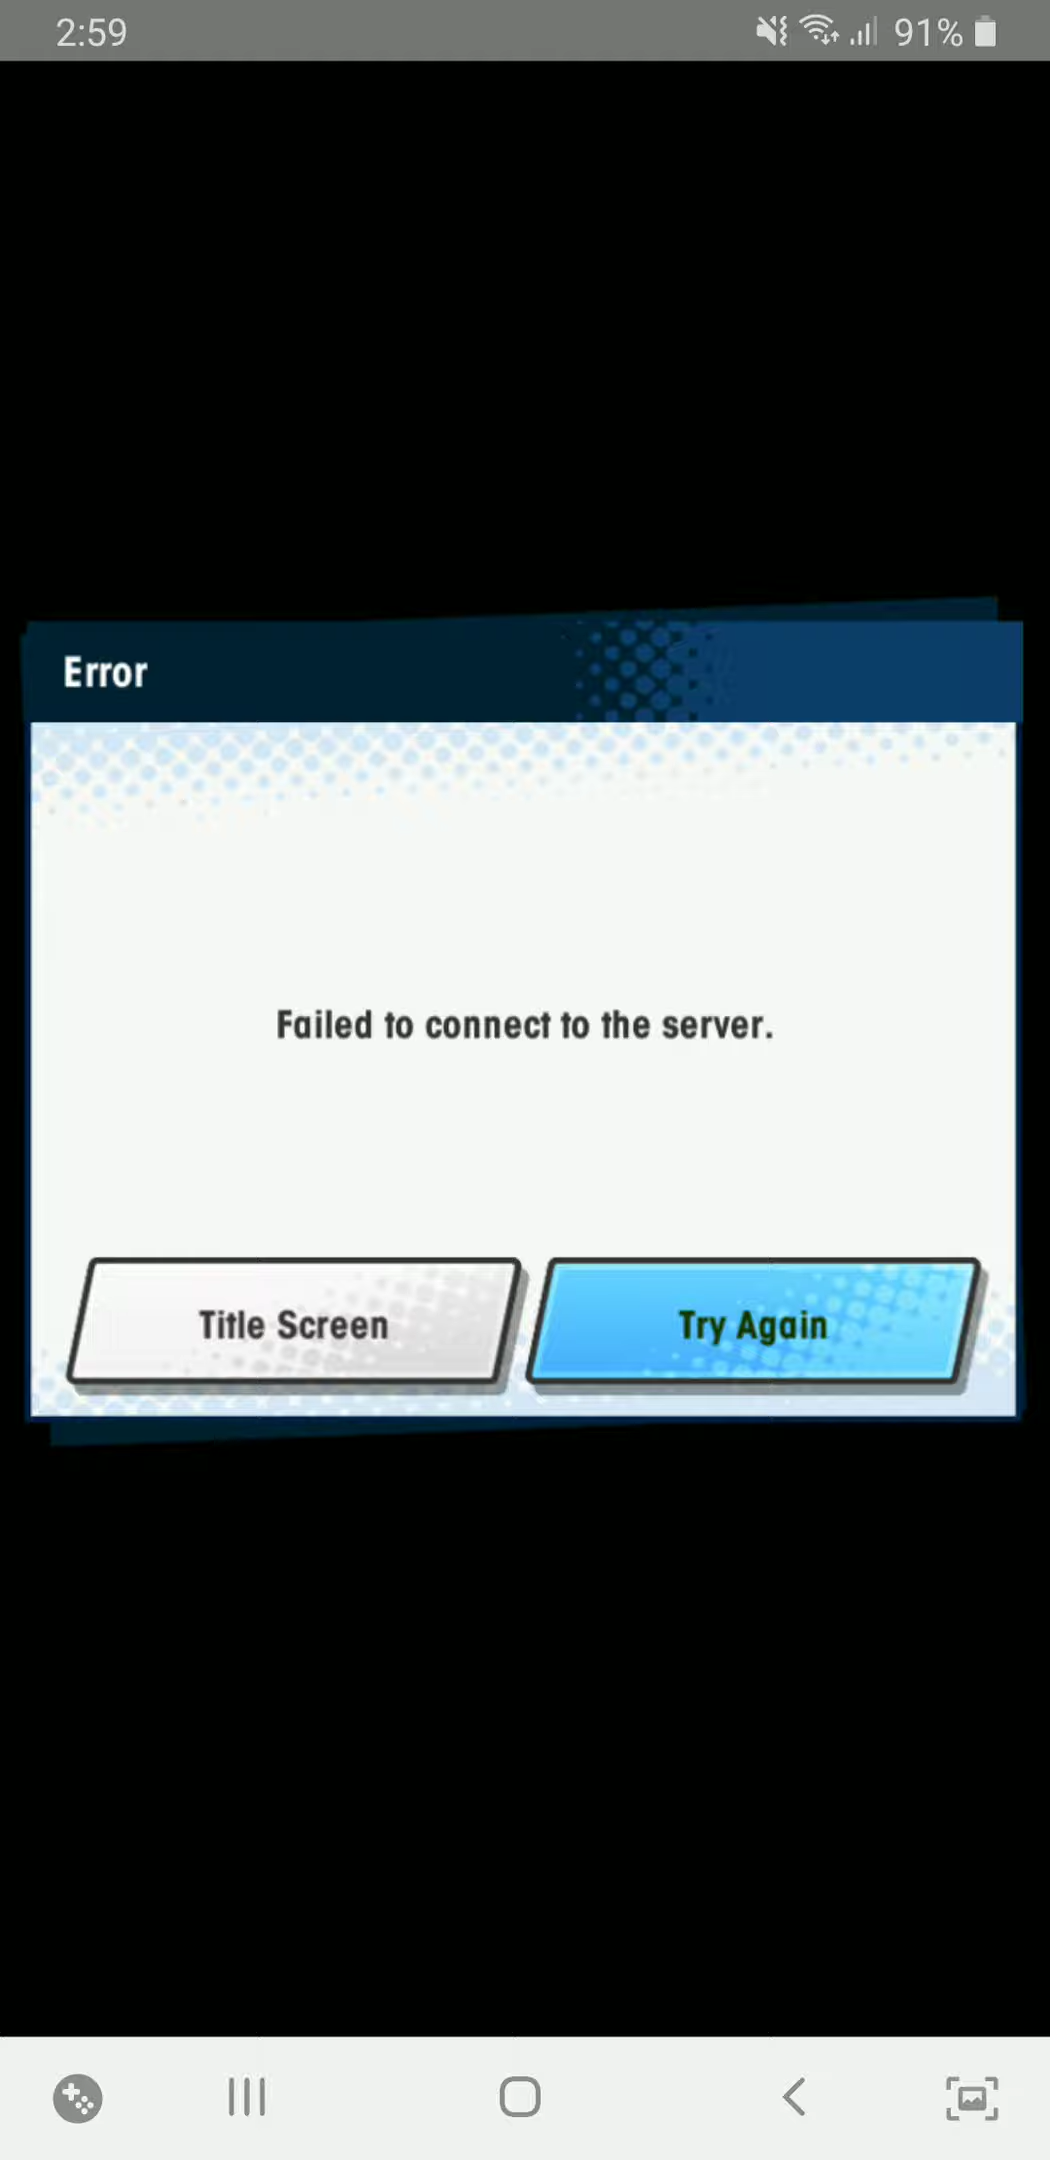 2:59
91%
Error
Failed to connect to the server.
Title Screen
Try Again